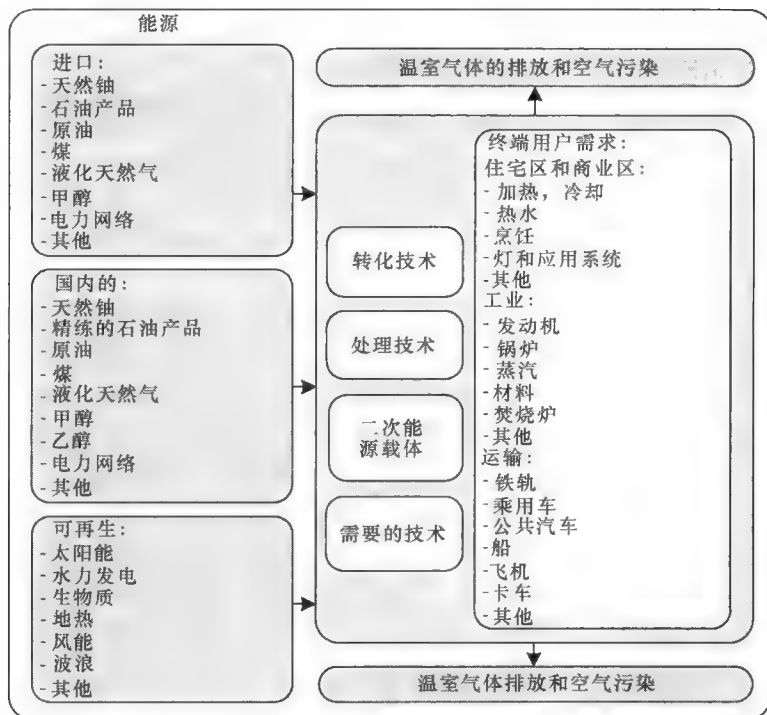 能源
进口：
-天然铀
-石油产品
-原油
-煤
-液化天然气
-甲醇
-电力网络
-其他
国内的：
-天然铀
-精练的石油产品
-原油
-煤
-液化天然气
-甲醇
-乙醇
-电力网络
-其他
可再生：
-太阳能
-水力发电
-生物质
-地热
-风能
-波浪
-其他
温室气体的排放和空气污染
转化技术
处理技术
二次能
源载体
需要的技术
终端用户需求：
住宅区和商业区：
-加热，冷却
-热水
-烹饪
-灯和应用系统
-其他
工业：
-发动机
-锅炉
-蒸汽
-材料
-焚烧炉
-其他
运输：
-铁轨
-乘用车
-公共汽车
-船
-飞机
-卡车
-其他
温室气体排放和空气污染